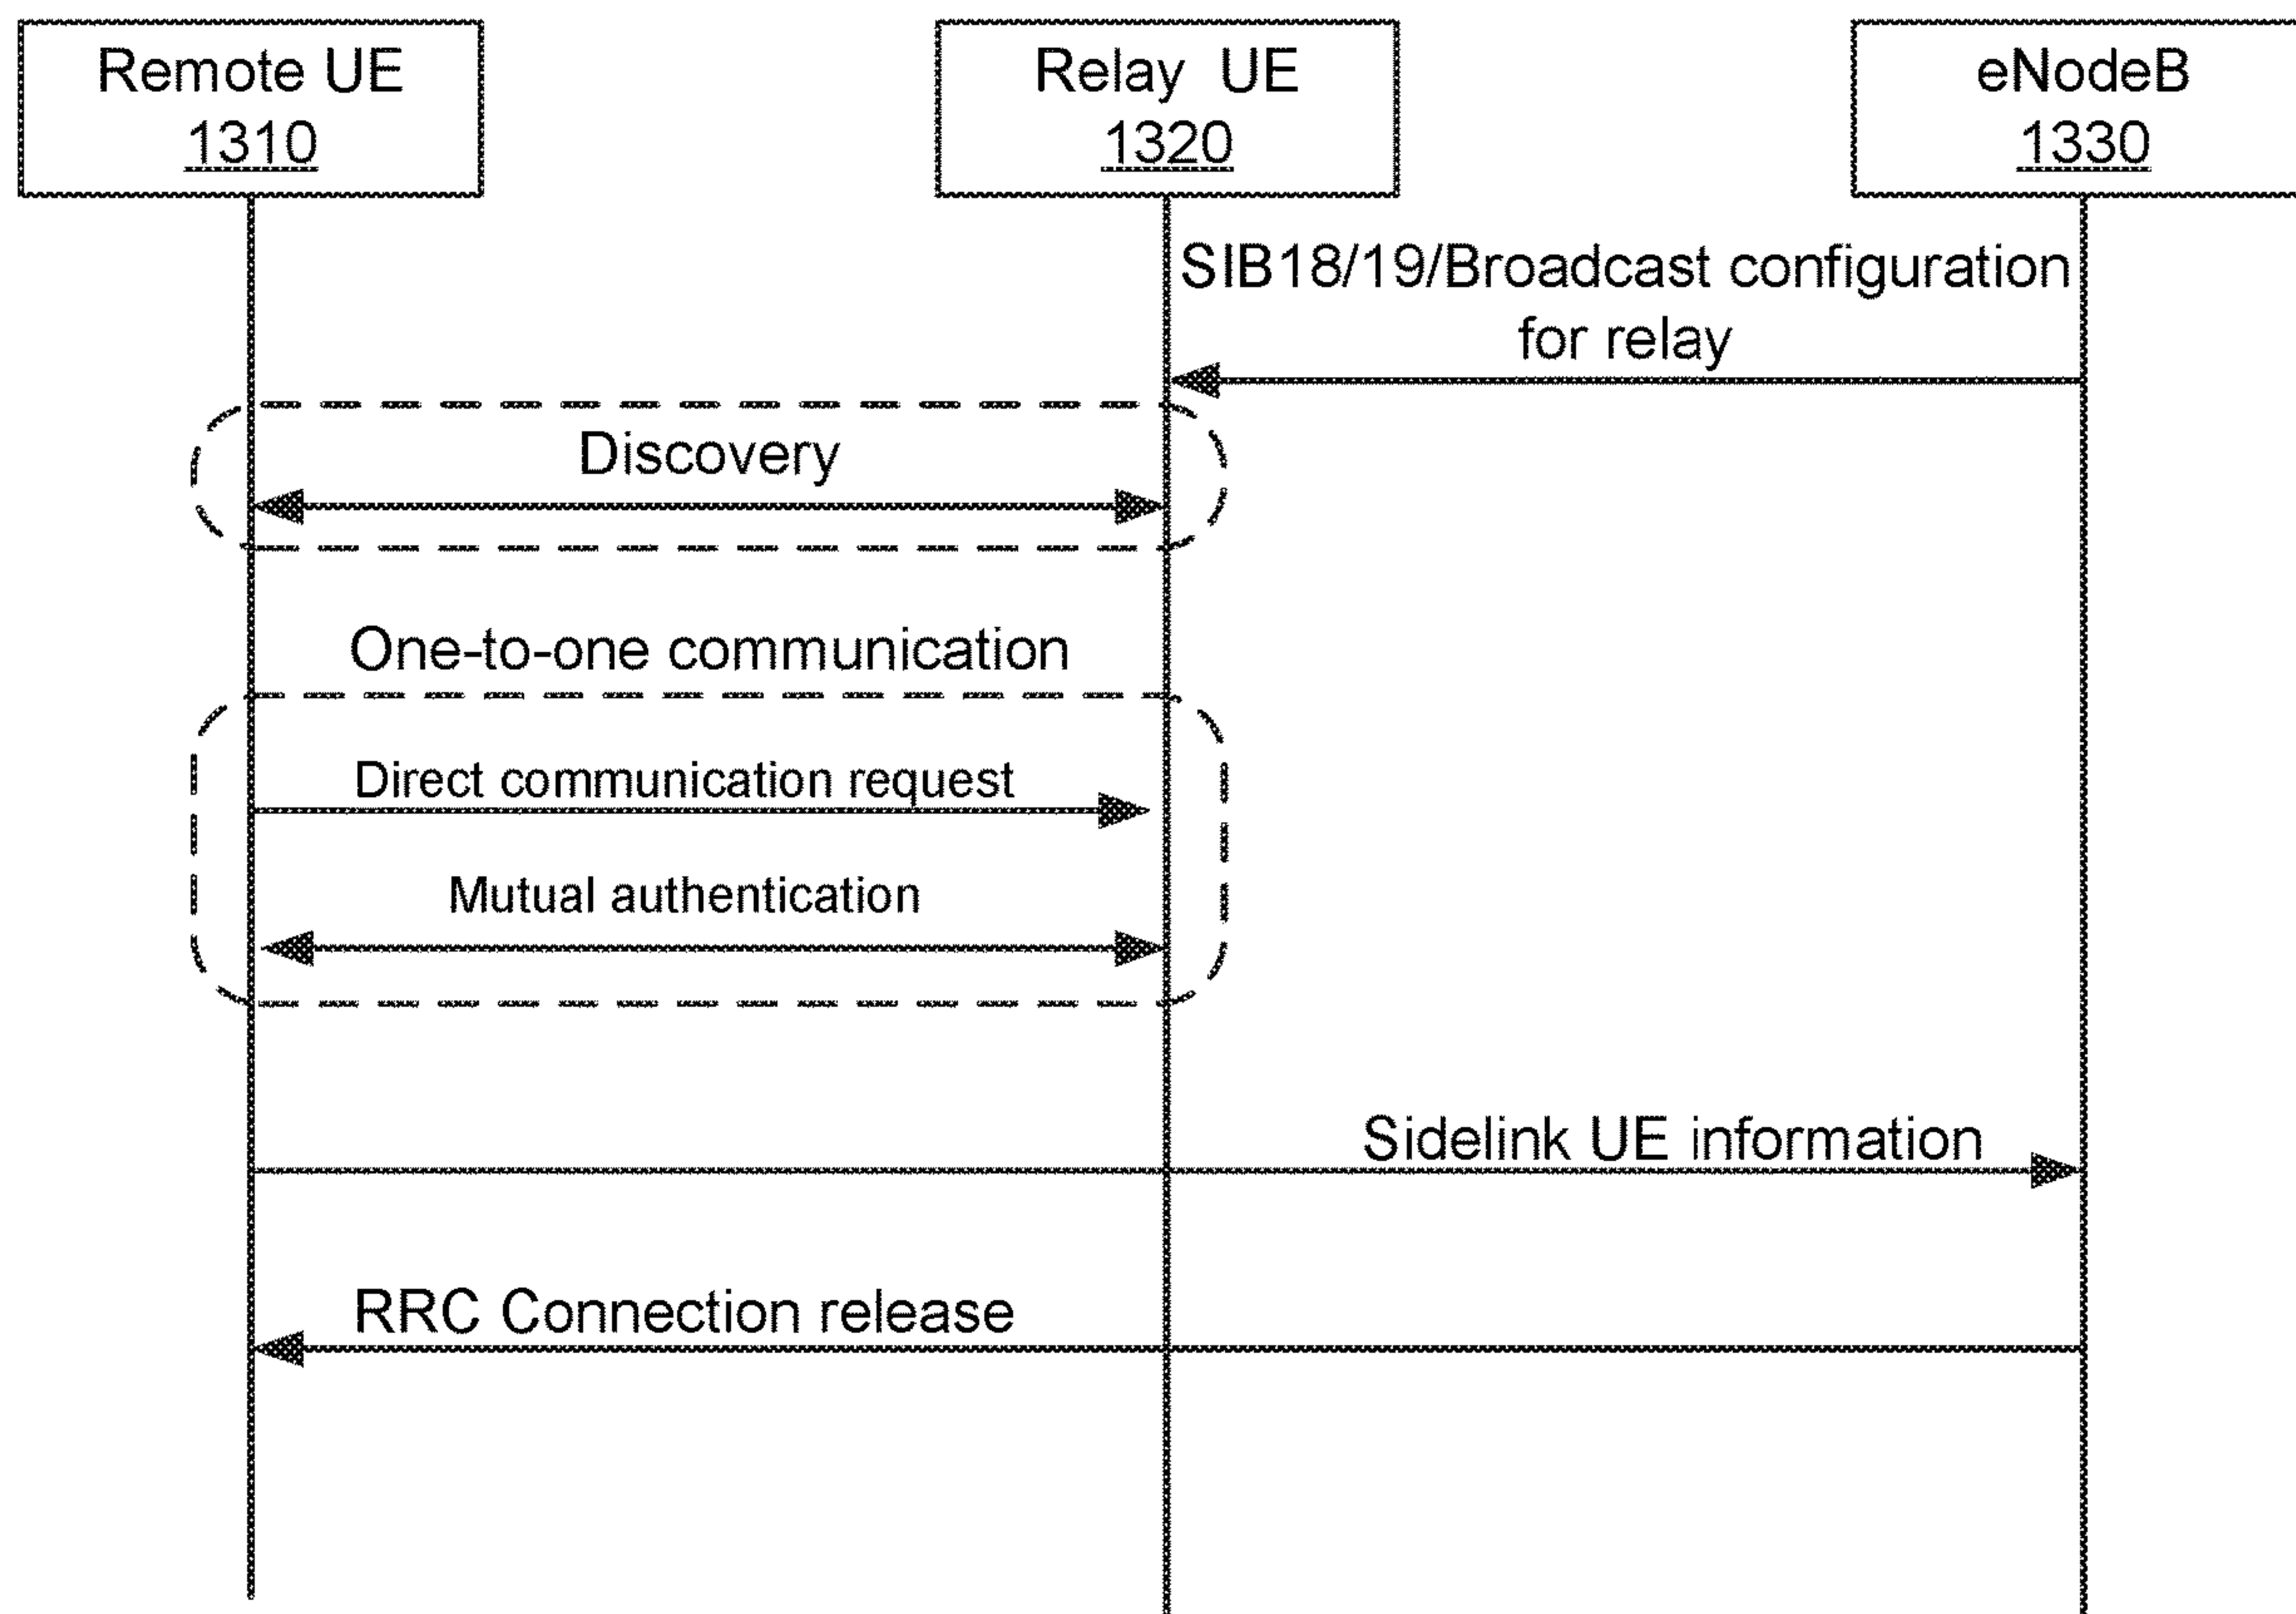 Remote UE
1310
Relay UE
1320
eNodeB
1330
SIB18/19/Broadcast configuration
for relay
Discovery
One-to-one communication
Direct communication request
Mutual authentication
Sidelink UE information
RRC Connection release